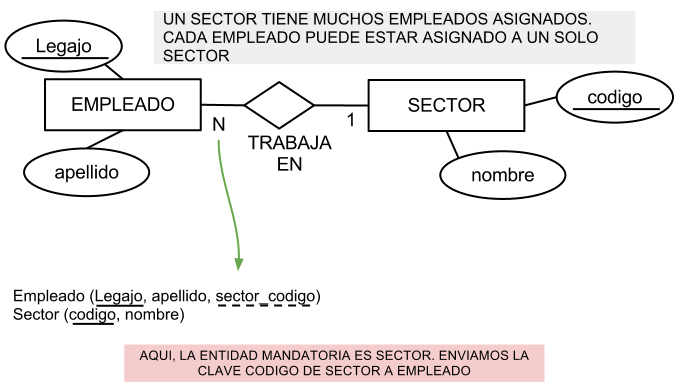 UN SECTOR TIENE MUCHOS EMPLEADOS ASIGNADOS.
CADA EMPLEADO PUEDE ESTAR ASIGNADO A UN SOLO
SECTOR
Legajo
EMPLEADO
apellido
N
TRABAJA
EN
1
SECTOR
codigo
nombre
Empleado (Legajo, apellido, sector_codigo)
Sector (codigo, nombre)
AQUI, LA ENTIDAD MANDATORIA ES SECTOR. ENVIAMOS LA
CLAVE CODIGO DE SECTOR A EMPLEADO